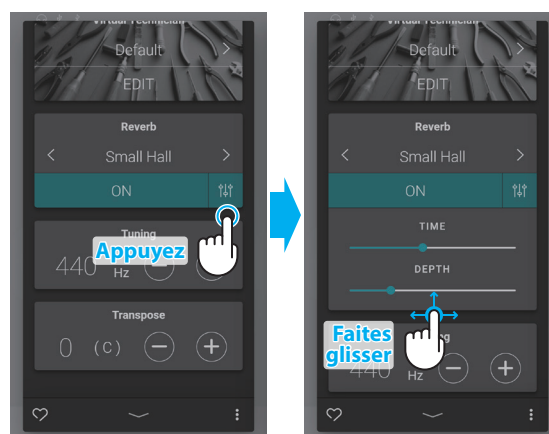 Virtual Technician
Default
EDIT
Reverb
Small Hall
ON
Tuning
Appuyez
440 Hz
Transpose
0 (C)
Virtual Technician
Default
EDIT
Reverb
Small Hall
ON
TIME
DEPTH
Faites
glisser
440 Hz